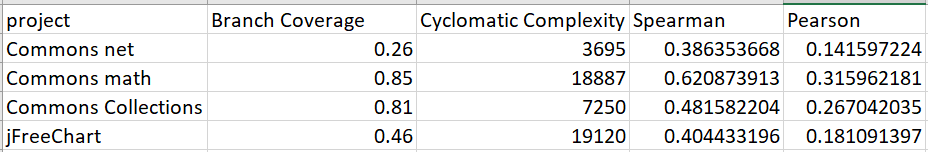 project Branch Coverage Cyclomatic Complexity Spearman Pearson
Commons net 0.26 3695 0.386353668 0.141597224
Commons math 0.85 18887 0.620873913 0.315962181
Commons Collections 0.81 7250 0.481582204 0.267042035
jFreeChart 0.46 19120 0.404433196 0.181091397